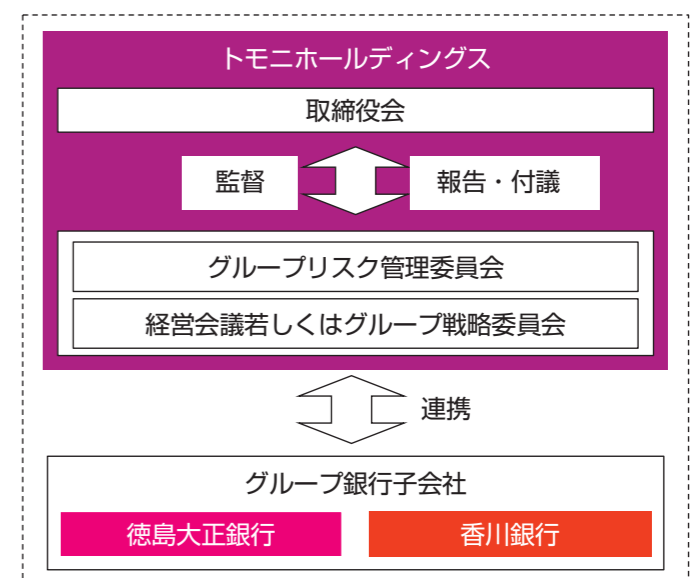 トモニホールディングス
取締役会
監督
報告・付議
グループリスク管理委員会
経営会議若しくはグループ戦略委員会
連携
グループ銀行子会社
徳島大正銀行
香川銀行